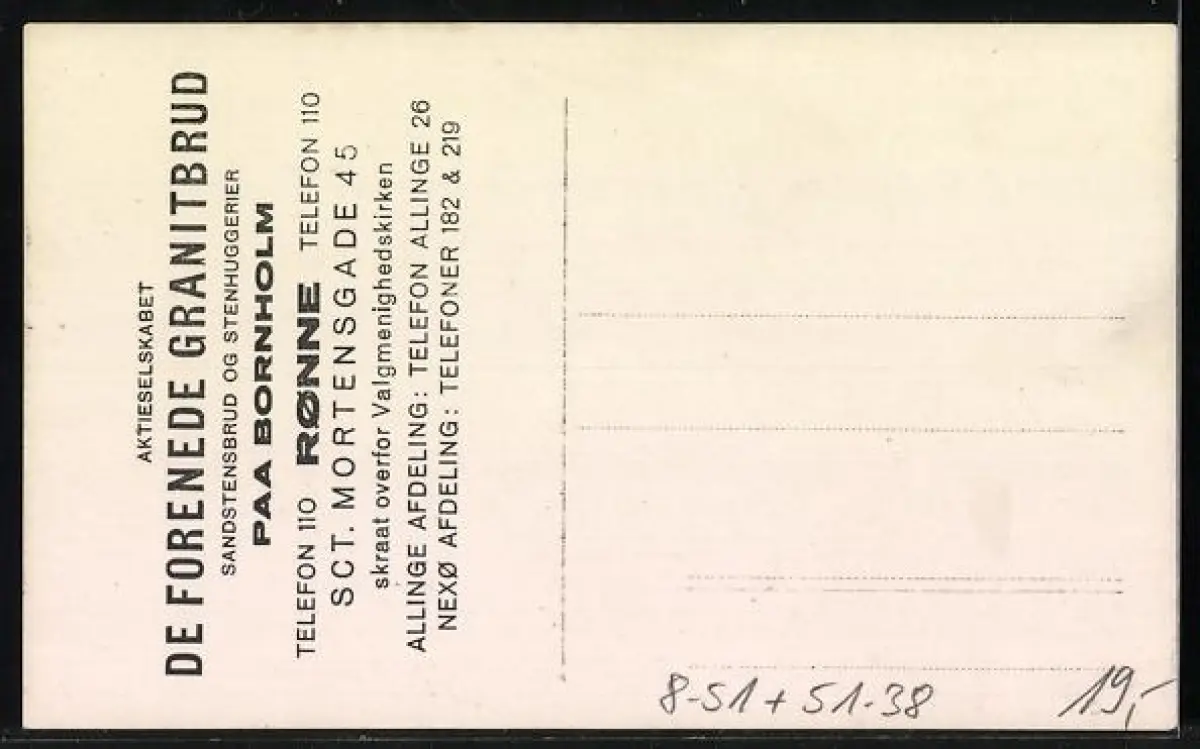 AKTIESELSKABET
DE FORENEDE GRANITBRUD
SANDSTENSBRUD OG STENHUGGERIER
PAA BORNHOLM
TELEFON 110 RØNNE TELEFON 110
SCT. MORTENSGADE 45
skraat overfor Valgmenighedskirken
ALLINGE AFDELING: TELEFON ALLINGE 26
NEXØ AFDELING: TELEFONER 182 & 219
8-51+51-38
19,-